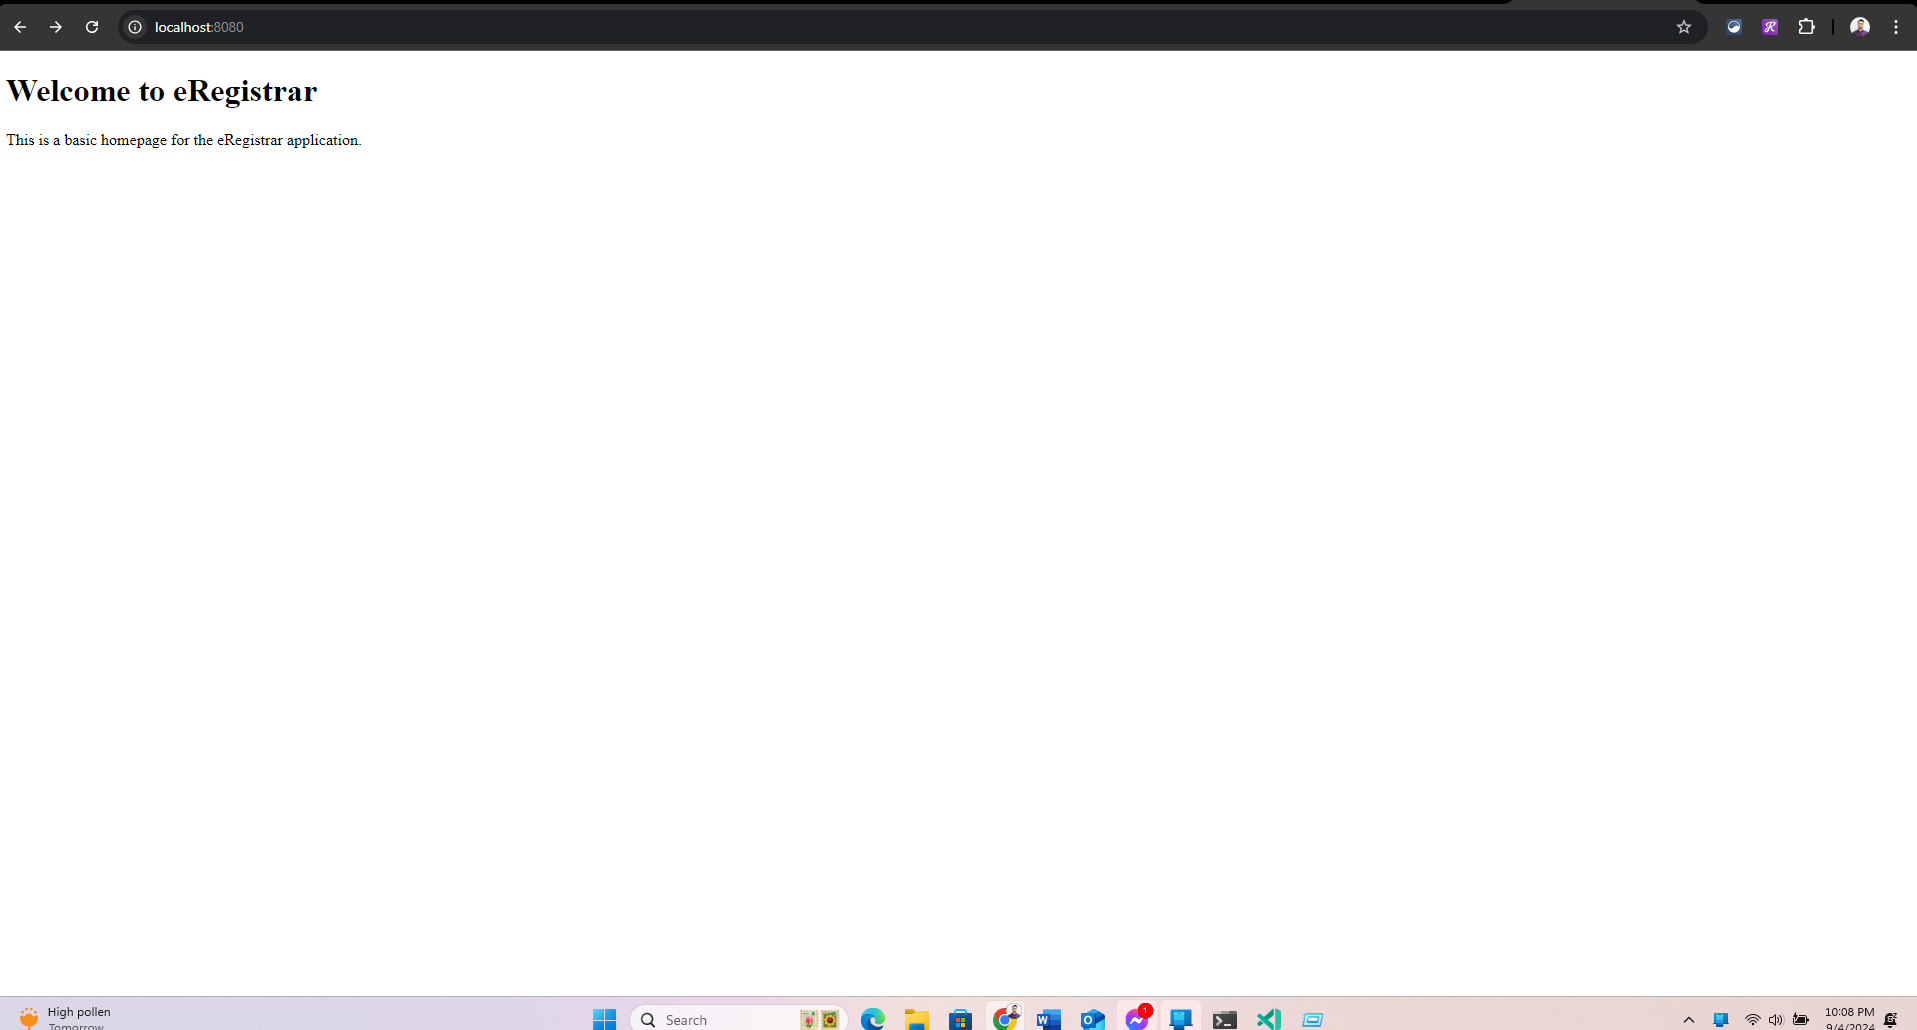 localhost:8080
Welcome to eRegistrar
This is a basic homepage for the eRegistrar application.
High pollen
Tomorrow
Search
1
10:08 PM
9/4/2024